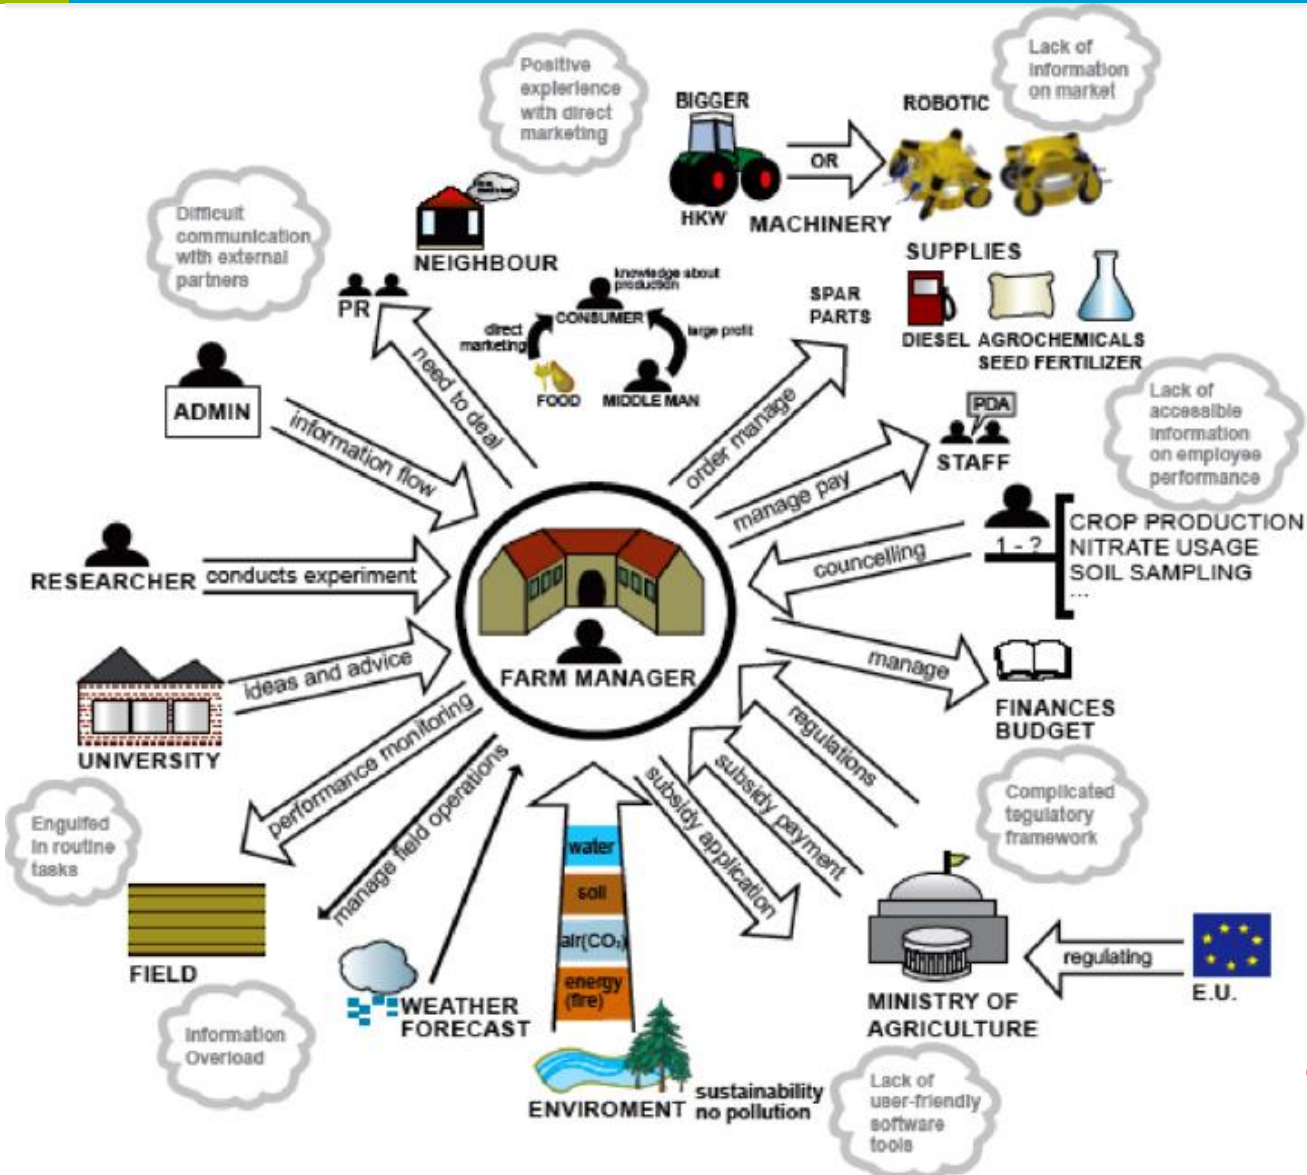 Lack of
Information
on market
Positive
explerience
with direct
marketing
BIGGER
ROBOTIC
OR
HKW
MACHINERY
Difficult
communication
with external
partners
NEIGHBOUR
SUPPLIES
PR
knowledge about
production
CONSUMER
direct
marketing
large profit
FOOD
MIDDLE MAN
SPAR
PARTS
DIESEL
AGROCHEMICALS
SEED FERTILIZER
need to deal
order manage
ADMIN
information flow
PDA
STAFF
manage pay
Lack of
accessible
Information
on employee
performance
RESEARCHER
conducts experiment
councelling
1 - ?
CROP PRODUCTION
NITRATE USAGE
SOIL SAMPLING
...
FARM MANAGER
UNIVERSITY
ideas and advice
manage
FINANCES
BUDGET
performance monitoring
manage field operations
regulations
subsidy payment
subsidy application
Engulfed
in routine
tasks
Complicated
tegulatory
framework
water
soil
air(CO₂)
energy
(fire)
FIELD
WEATHER
FORECAST
MINISTRY OF
AGRICULTURE
regulating
E.U.
Information
Overload
ENVIROMENT
sustainability
no pollution
Lack of
user-friendly
software
tools